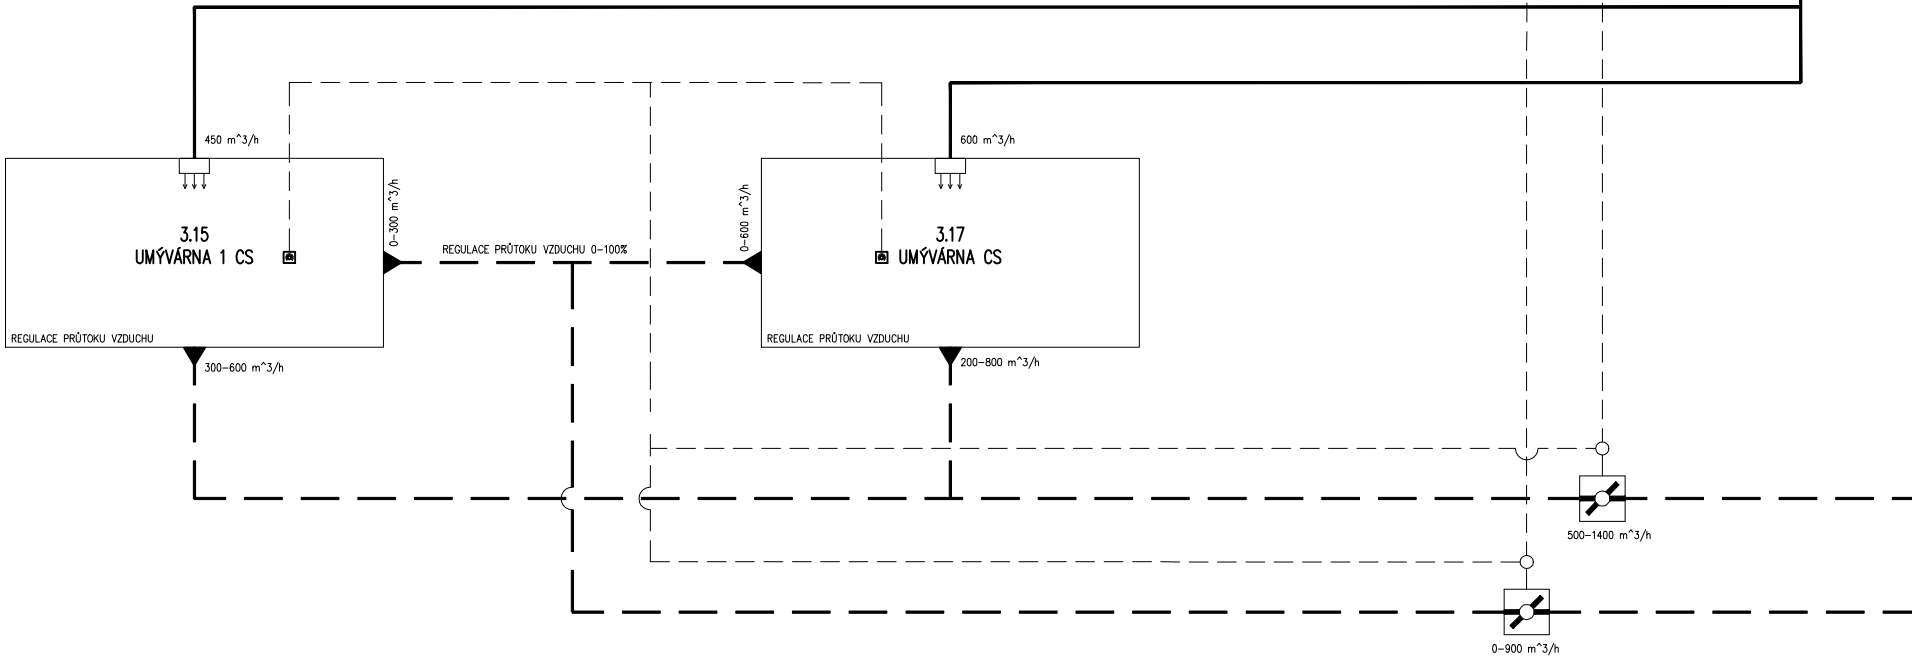 450 m^3/h
600 m^3/h
0-300 m^3/h
0-600 m^3/h
3.15
UMÝVÁRNA 1 CS
REGULACE PRŮTOKU VZDUCHU 0-100%
3.17
UMÝVÁRNA CS
REGULACE PRŮTOKU VZDUCHU
REGULACE PRŮTOKU VZDUCHU
300-600 m^3/h
200-800 m^3/h
500-1400 m^3/h
0-900 m^3/h